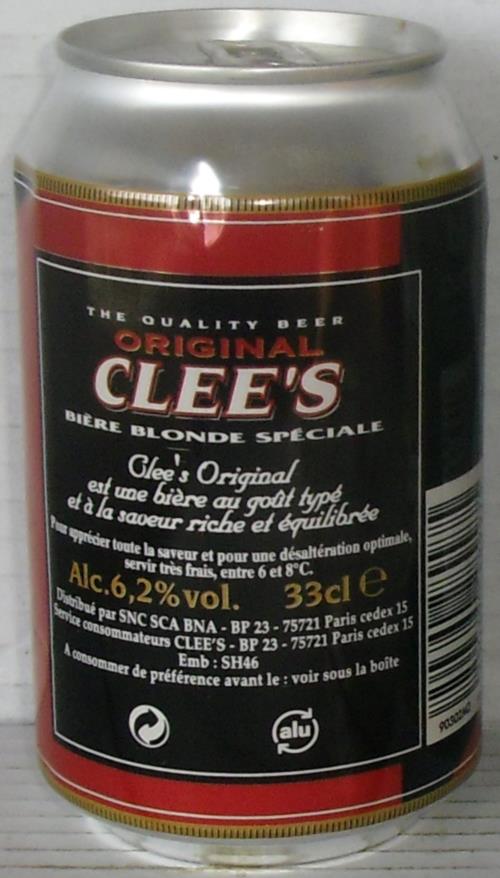 THE QUALITY BEER
ORIGINAL
CLEE'S
BIÈRE BLONDE SPÉCIALE
Clee's Original
est une bière au goût typé
et à la saveur riche et équilibrée
Pour apprécier toute la saveur et pour une désaltération optimale,
servir très frais, entre 6 et 8°C.
Alc.6,2% vol. 33cl e
Distribué par SNC SCA BNA - BP 23 - 75721 Paris cedex 15
Service consommateurs CLEE'S - BP 23 - 75721 Paris cedex 15
Emb : SH46
A consommer de préférence avant le : voir sous la boîte
alu